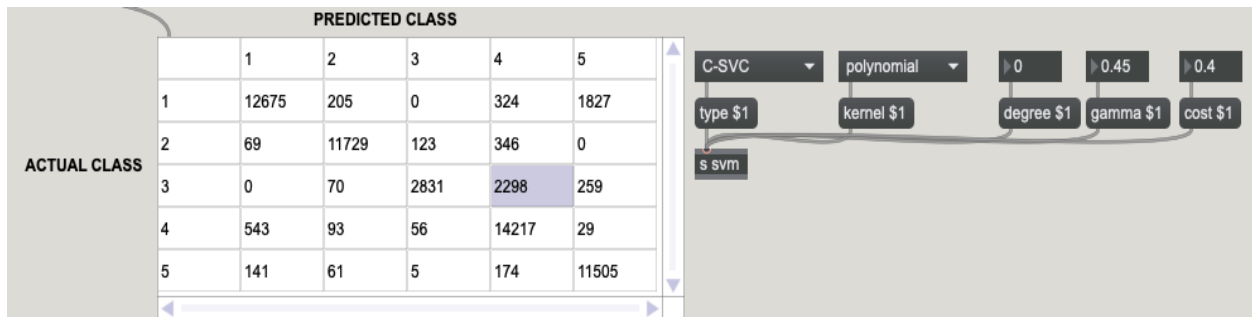 PREDICTED CLASS
1 2 3 4 5
1 12675 205 0 324 1827
2 69 11729 123 346 0
3 0 70 2831 2298 259
4 543 93 56 14217 29
5 141 61 5 174 11505
ACTUAL CLASS
C-SVC polynomial 0 0.45 0.4
type $1 kernel $1 degree $1 gamma $1 cost $1
s svm